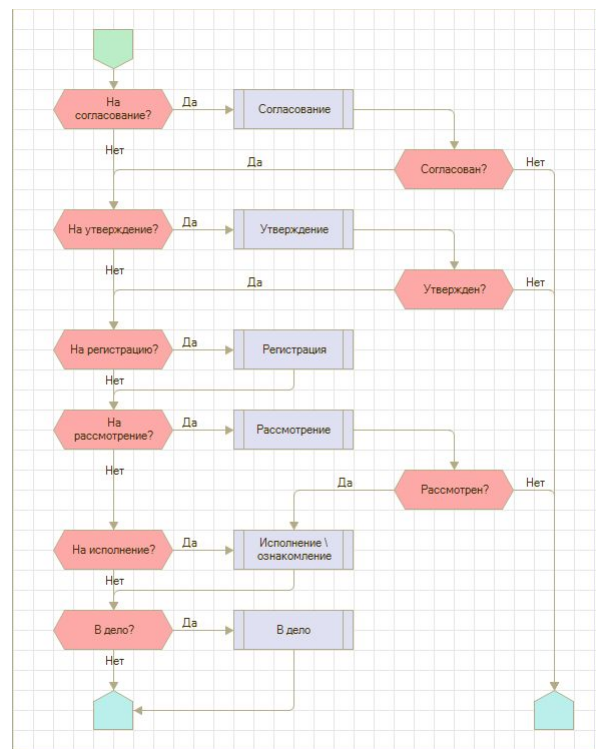 На
согласование?
Да
Согласование
Нет
Да
Согласован?
Нет
На утверждение?
Да
Утверждение
Нет
Да
Утвержден?
Нет
На регистрацию?
Да
Регистрация
Нет
На
рассмотрение?
Да
Рассмотрение
Нет
Да
Рассмотрен?
Нет
На исполнение?
Да
Исполнение \
ознакомление
Нет
В дело?
Да
В дело
Нет